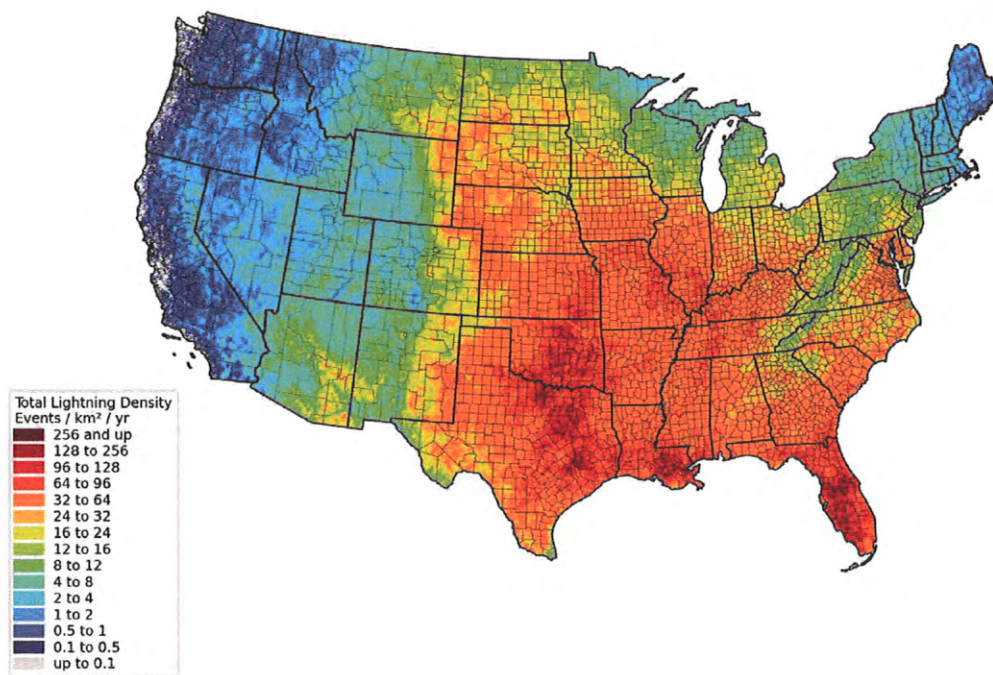 Total Lightning Density
Events / km² / yr
256 and up
128 to 256
96 to 128
64 to 96
32 to 64
24 to 32
16 to 24
12 to 16
8 to 12
4 to 8
2 to 4
1 to 2
0.5 to 1
0.1 to 0.5
up to 0.1